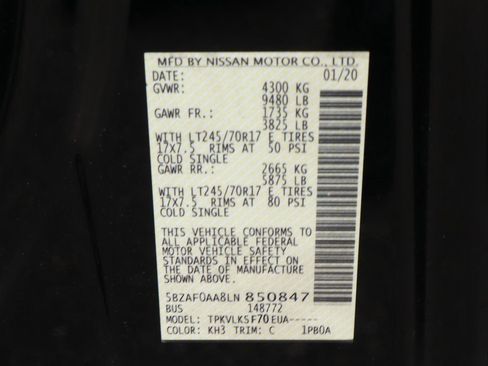 MFD BY NISSAN MOTOR CO., LTD.
DATE: 01/20
GVWR: 4300 KG
9480 LB
GAWR FR.: 1735 KG
3825 LB
WITH LT245/70R17 E TIRES
17X7.5 RIMS AT 50 PSI
COLD SINGLE
GAWR RR.: 2665 KG
5875 LB
WITH LT245/70R17 E TIRES
17X7.5 RIMS AT 80 PSI
COLD SINGLE
THIS VEHICLE CONFORMS TO
ALL APPLICABLE FEDERAL
MOTOR VEHICLE SAFETY
STANDARDS IN EFFECT ON
THE DATE OF MANUFACTURE
SHOWN ABOVE.
5BZAF0AA8LN 850847
BUS 148772
MODEL: TPKVLKSF70EUA-----
COLOR: KH3 TRIM: C 1PB0A